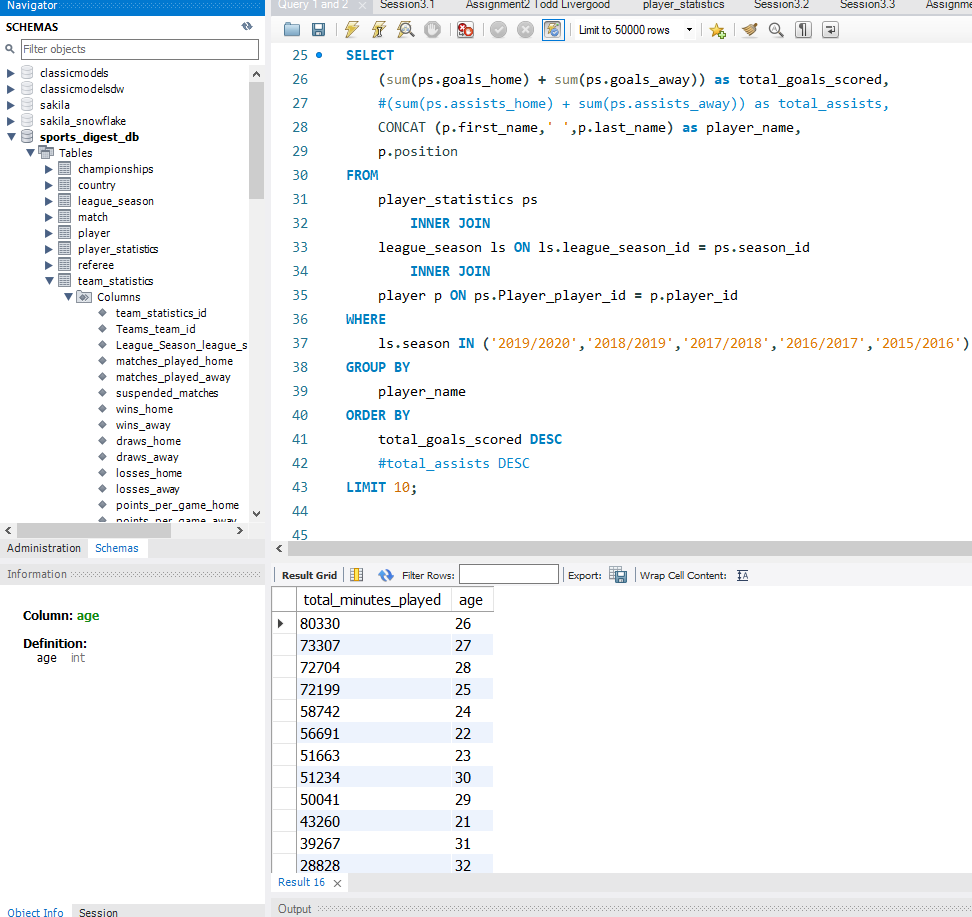 Navigator
SCHEMAS
Filter objects
classicmodels
classicmodelsdw
sakila
sakila_snowflake
sports_digest_db
Tables
championships
country
league_season
match
player
player_statistics
referee
team_statistics
Columns
team_statistics_id
Teams_team_id
League_Season_league_s
matches_played_home
matches_played_away
suspended_matches
wins_home
wins_away
draws_home
draws_away
losses_home
losses_away
points_per_game_home
points_per_game_away
Administration Schemas
Information
Column: age
Definition:
age int
Object Info Session
Query 1 and 2 Session3.1 Assignment2 Todd Livergood player_statistics Session3.2 Session3.3 Assignme
Limit to 50000 rows
25 SELECT
26 (sum(ps.goals_home) + sum(ps.goals_away)) as total_goals_scored,
27 #(sum(ps.assists_home) + sum(ps.assists_away)) as total_assists,
28 CONCAT (p.first_name,' ',p.last_name) as player_name,
29 p.position
30 FROM
31 player_statistics ps
32 INNER JOIN
33 league_season ls ON ls.league_season_id = ps.season_id
34 INNER JOIN
35 player p ON ps.Player_player_id = p.player_id
36 WHERE
37 ls.season IN ('2019/2020','2018/2019','2017/2018','2016/2017','2015/2016')
38 GROUP BY
39 player_name
40 ORDER BY
41 total_goals_scored DESC
42 #total_assists DESC
43 LIMIT 10;
44
45
Result Grid Filter Rows: Export: Wrap Cell Content: IA
total_minutes_played age
80330 26
73307 27
72704 28
72199 25
58742 24
56691 22
51663 23
51234 30
50041 29
43260 21
39267 31
28828 32
Result 16
Output